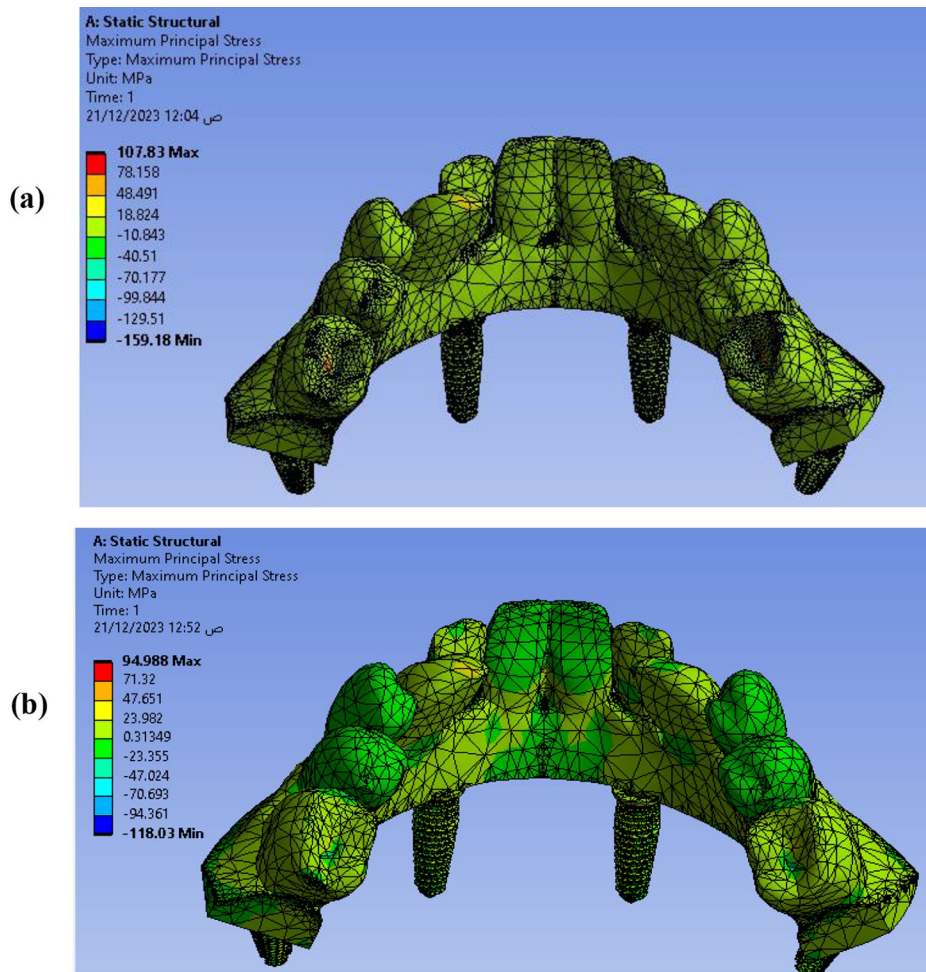 (a)
A: Static Structural
Maximum Principal Stress
Type: Maximum Principal Stress
Unit: MPa
Time: 1
21/12/2023 12:04 ص
107.83 Max
78.158
48.491
18.824
-10.843
-40.51
-70.177
-99.844
-129.51
-159.18 Min
(b)
A: Static Structural
Maximum Principal Stress
Type: Maximum Principal Stress
Unit: MPa
Time: 1
21/12/2023 12:52 ص
94.988 Max
71.32
47.651
23.982
0.31349
-23.355
-47.024
-70.693
-94.361
-118.03 Min